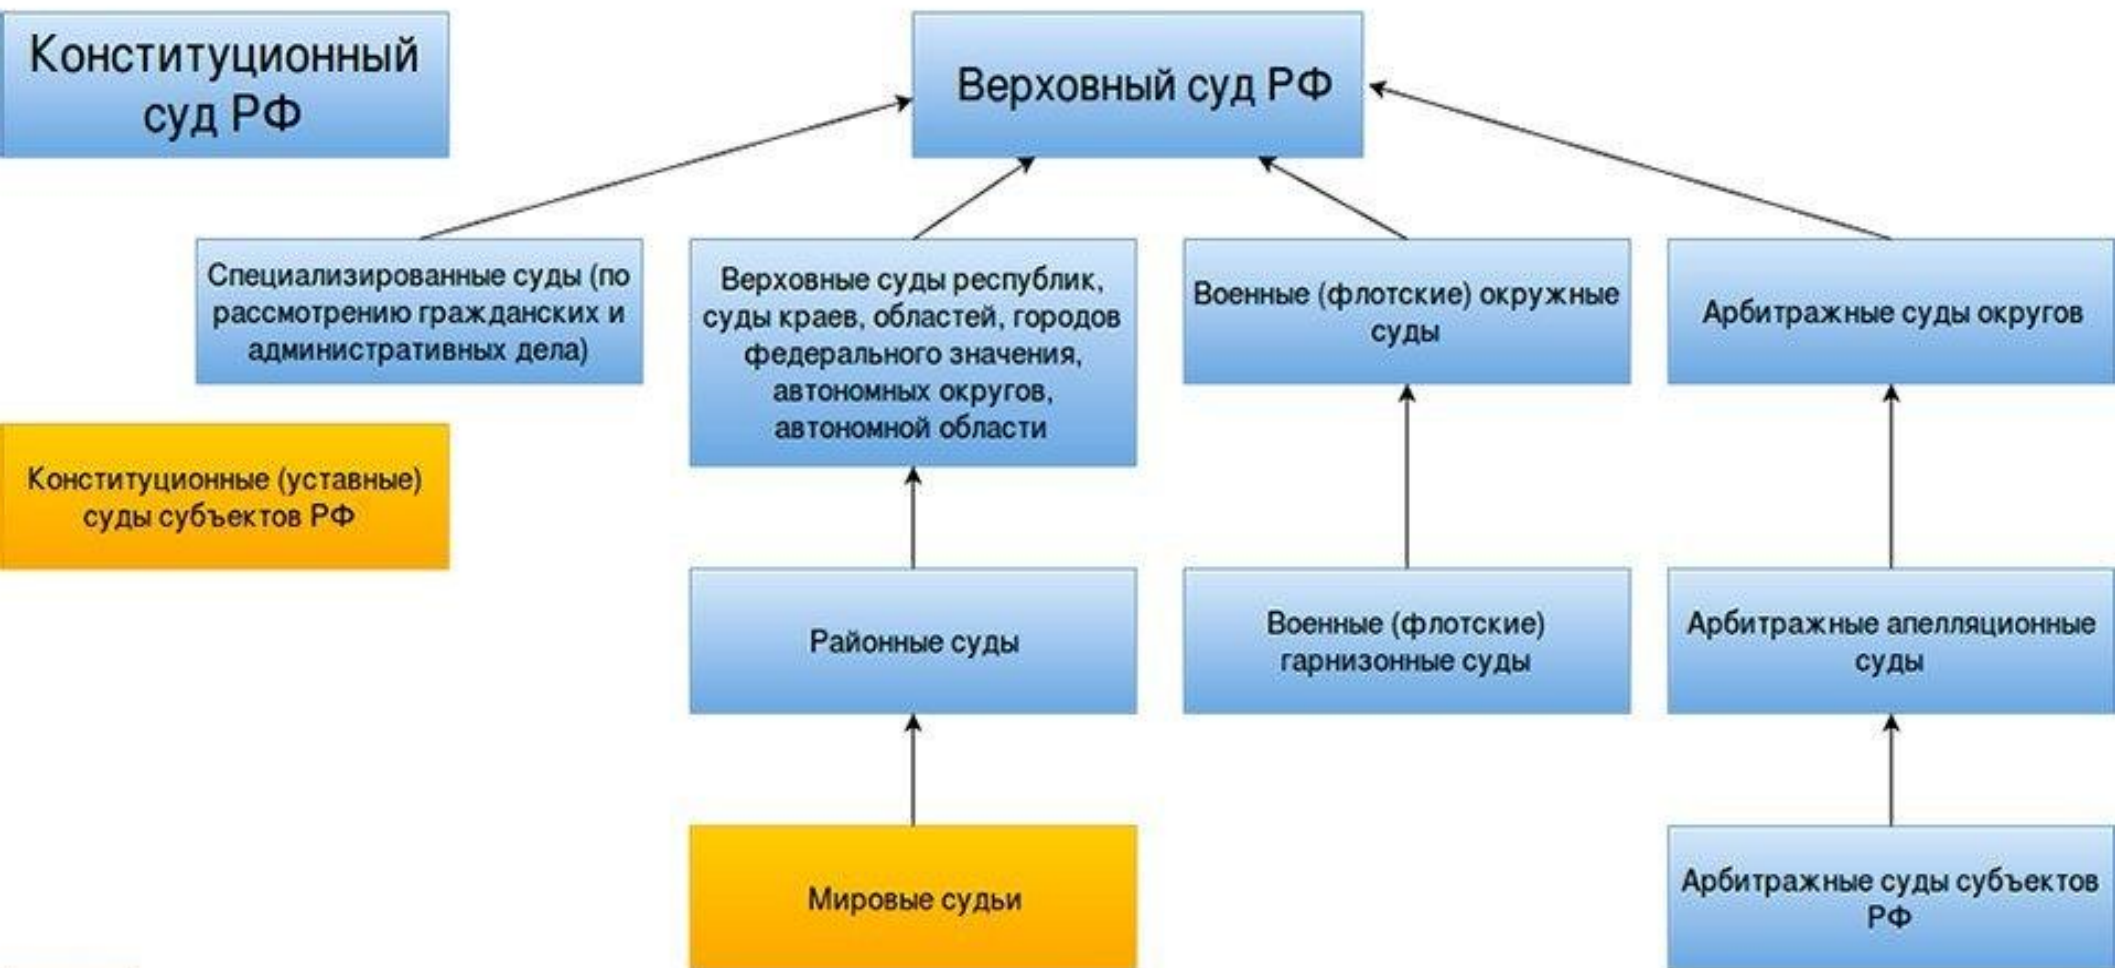 Конституционный
суд РФ
Верховный суд РФ
Специализированные суды (по
рассмотрению гражданских и
административных дела)
Верховные суды республик,
суды краев, областей, городов
федерального значения,
автономных округов,
автономной области
Военные (флотские) окружные
суды
Арбитражные суды округов
Конституционные (уставные)
суды субъектов РФ
Районные суды
Военные (флотские)
гарнизонные суды
Арбитражные апелляционные
суды
Мировые судьи
Арбитражные суды субъектов
РФ